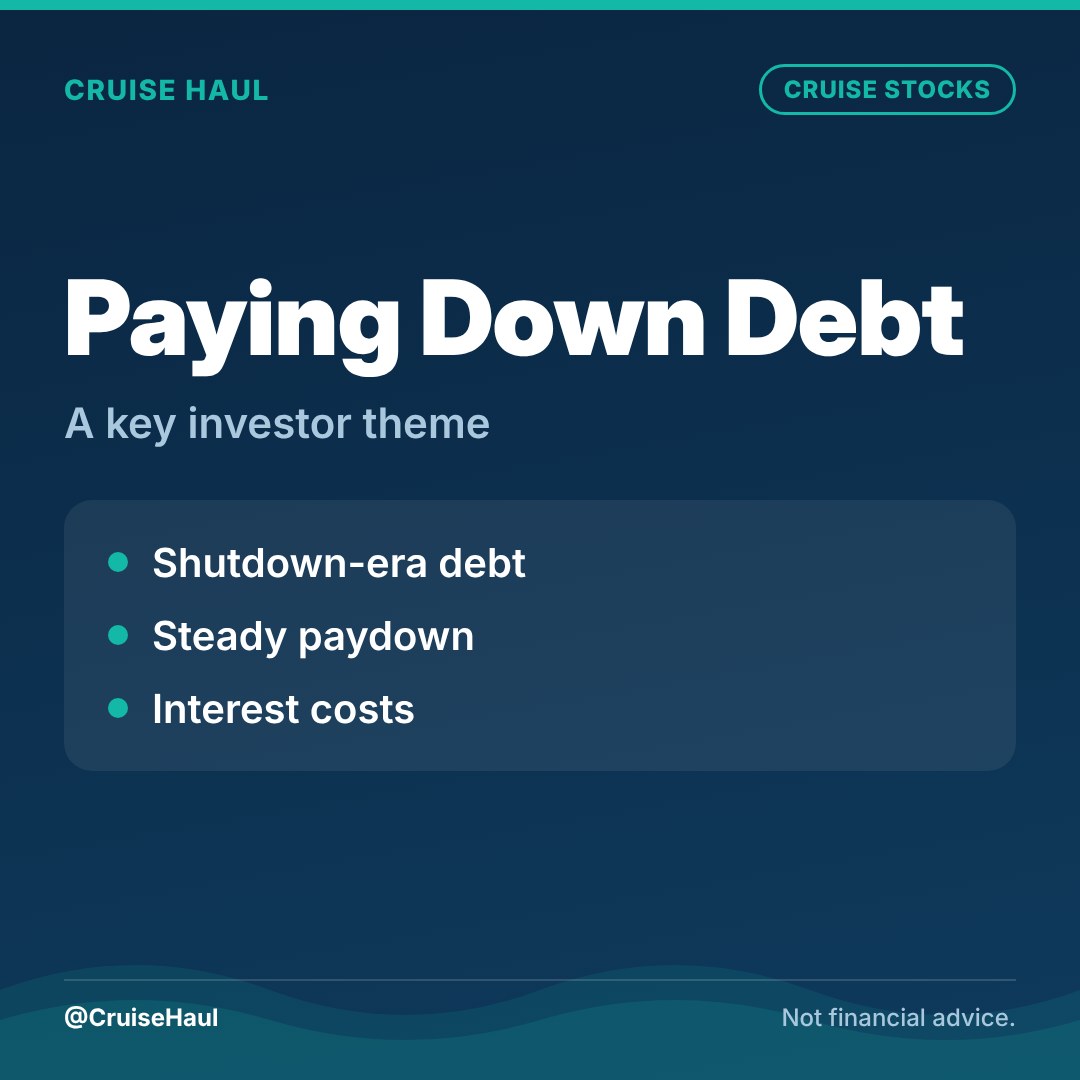 CRUISE HAUL
CRUISE STOCKS
Paying Down Debt
A key investor theme
Shutdown-era debt
Steady paydown
Interest costs
@CruiseHaul
Not financial advice.